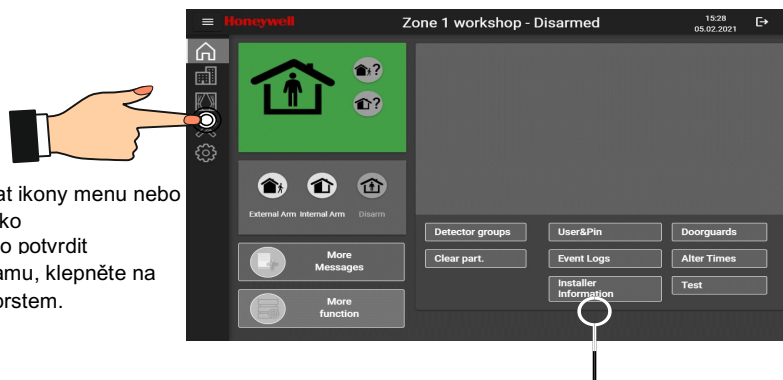 Honeywell
Zone 1 workshop - Disarmed
15:28
05.02.2021
at ikony menu nebo
ko
o potvrdit
amu, klepněte na
orstem.
External Arm Internal Arm Disarm
More
Messages
More
function
Detector groups
User&Pin
Doorguards
Clear part.
Event Logs
Alter Times
Installer
Information
Test